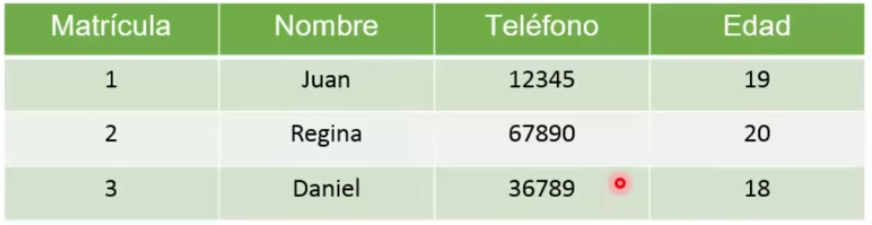 Matrícula Nombre Teléfono Edad
1 Juan 12345 19
2 Regina 67890 20
3 Daniel 36789 18